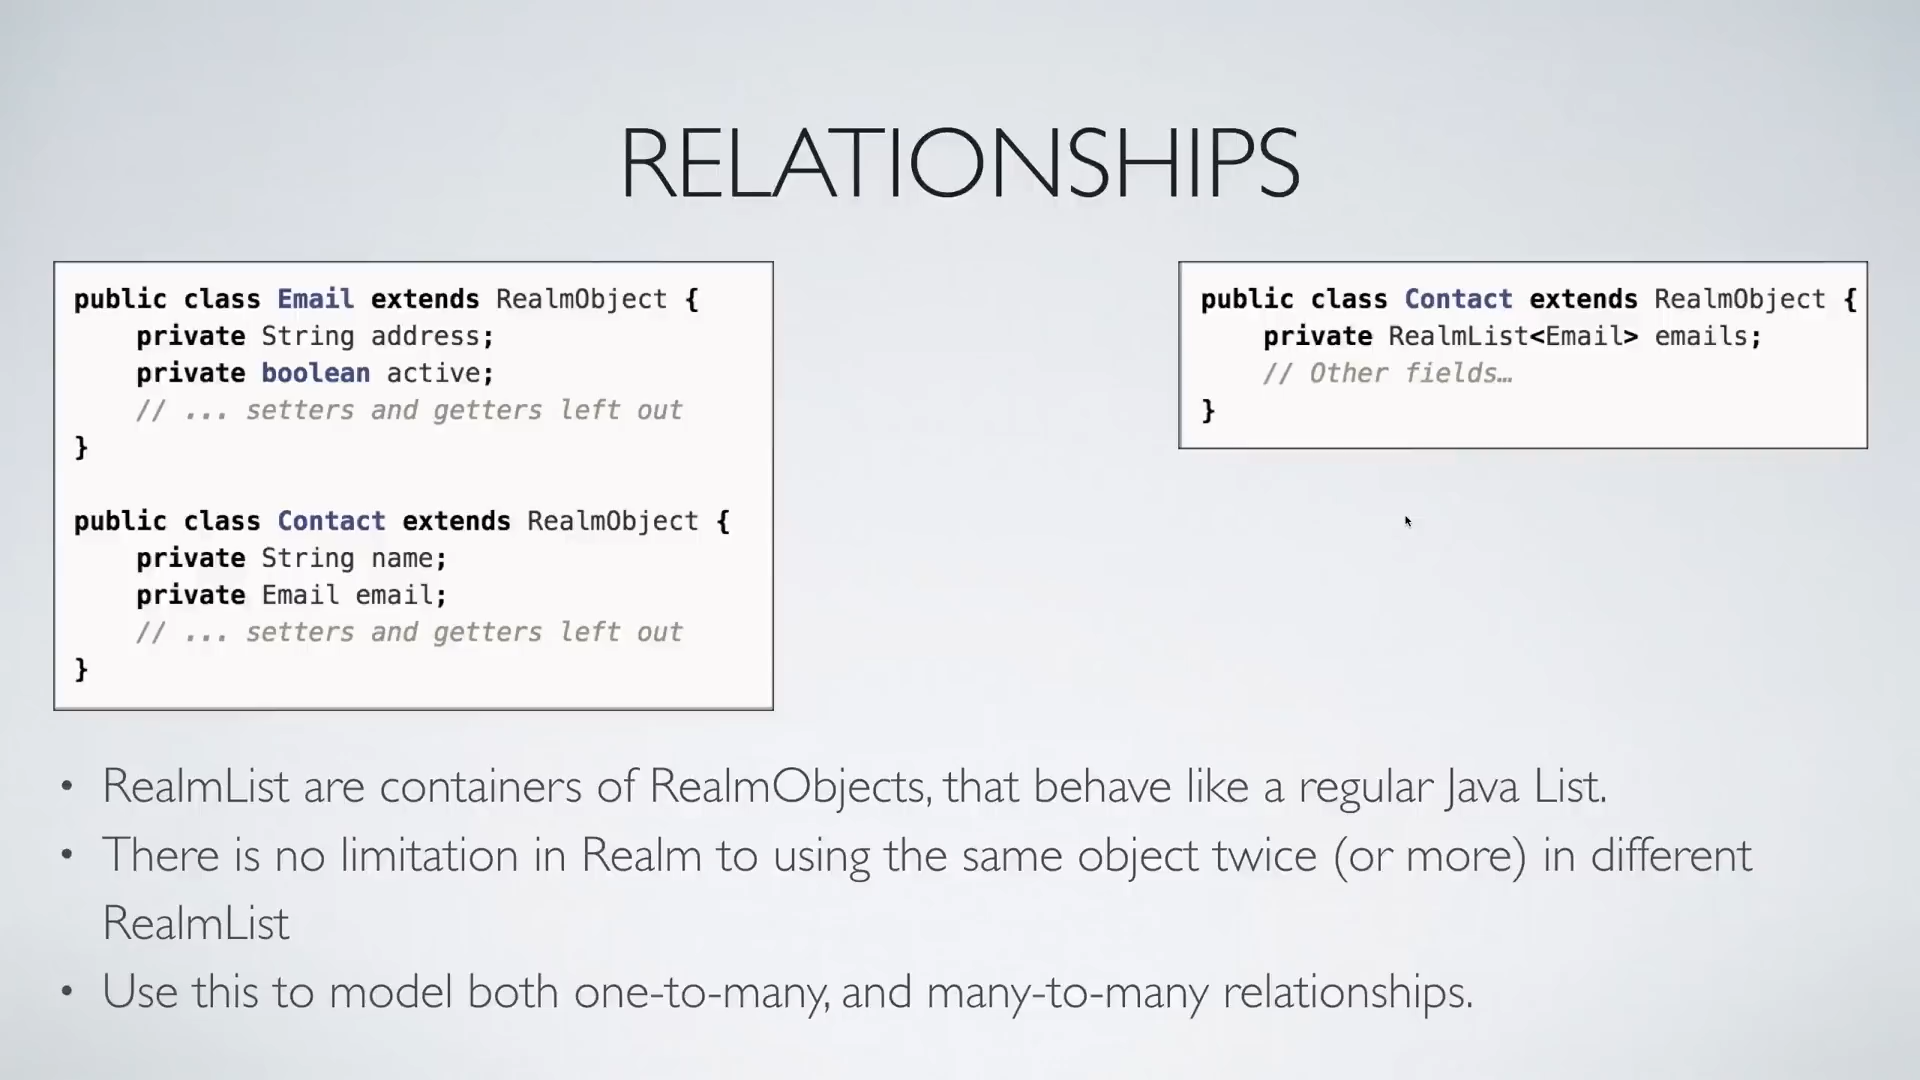 RELATIONSHIPS
public class Email extends RealmObject {
    private String address;
    private boolean active;
    // ... setters and getters left out
}
public class Contact extends RealmObject {
    private String name;
    private Email email;
    // ... setters and getters left out
}
public class Contact extends RealmObject {
    private RealmList<Email> emails;
    // Other fields…
}
• RealmList are containers of RealmObjects, that behave like a regular Java List.
• There is no limitation in Realm to using the same object twice (or more) in different
RealmList
• Use this to model both one-to-many, and many-to-many relationships.